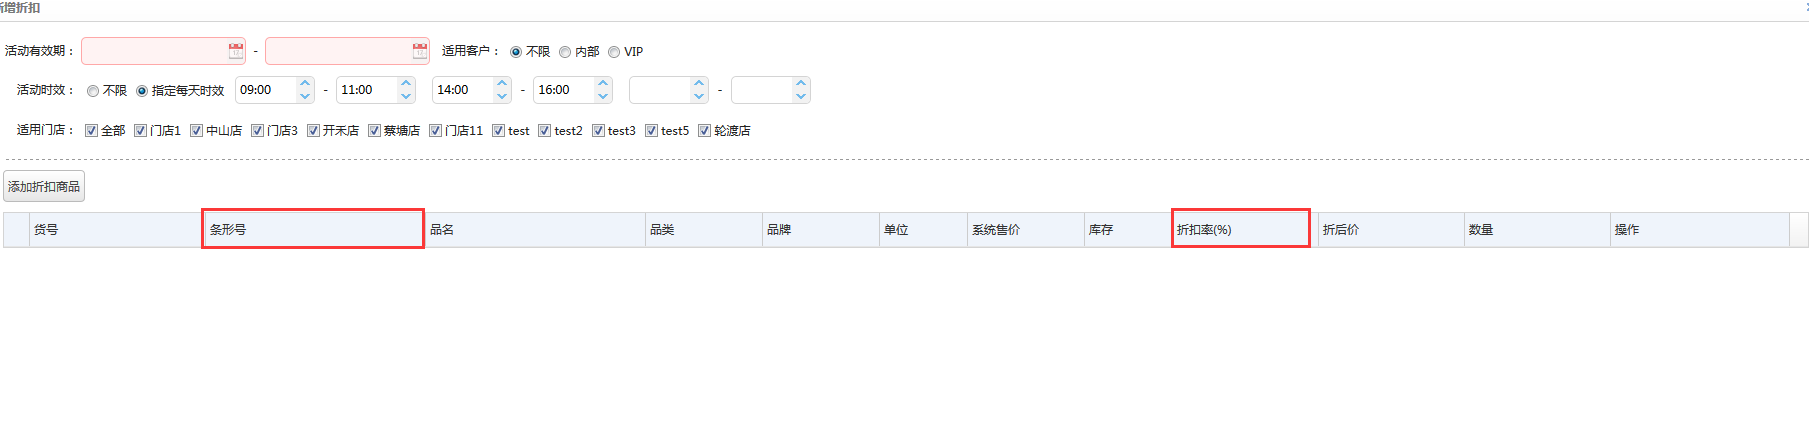 新增折扣
活动有效期： - 适用客户： 不限 内部 VIP
活动时效： 不限 指定每天时效 09:00 - 11:00 14:00 - 16:00 -
适用门店： 全部 门店1 中山店 门店3 开禾店 蔡塘店 门店11 test test2 test3 test5 轮渡店
添加折扣商品
货号 条形号 品名 品类 品牌 单位 系统售价 库存 折扣率(%) 折后价 数量 操作